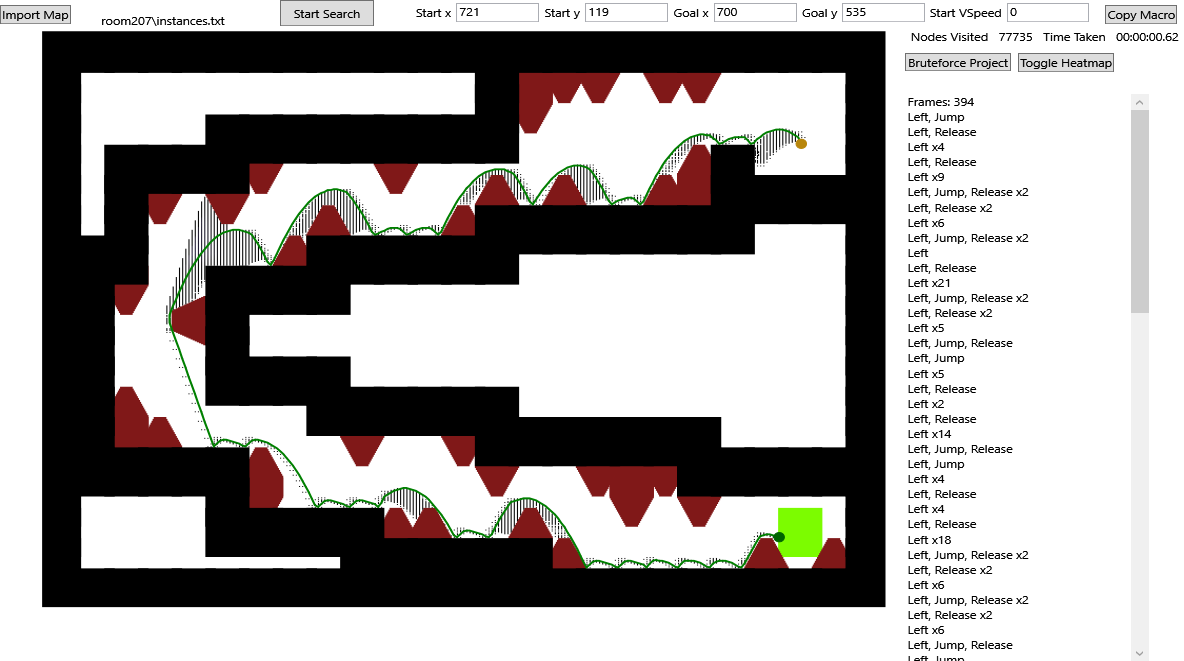 Import Map
room207\instances.txt
Start Search
Start x 721 Start y 119 Goal x 700 Goal y 535 Start VSpeed 0
Copy Macro
Nodes Visited 77735 Time Taken 00:00:00.62
Bruteforce Project Toggle Heatmap
Frames: 394
Left, Jump
Left, Release
Left x4
Left, Release
Left x9
Left, Jump, Release x2
Left, Release x2
Left x6
Left, Jump, Release x2
Left
Left, Release
Left x21
Left, Jump, Release x2
Left, Release x2
Left x5
Left, Jump, Release
Left, Jump
Left x5
Left, Release
Left x2
Left, Release
Left x14
Left, Jump, Release
Left, Jump
Left x4
Left, Release
Left x4
Left, Release
Left x18
Left, Jump, Release x2
Left, Release x2
Left x6
Left, Jump, Release x2
Left, Release x2
Left x6
Left, Jump, Release
Left, Jump